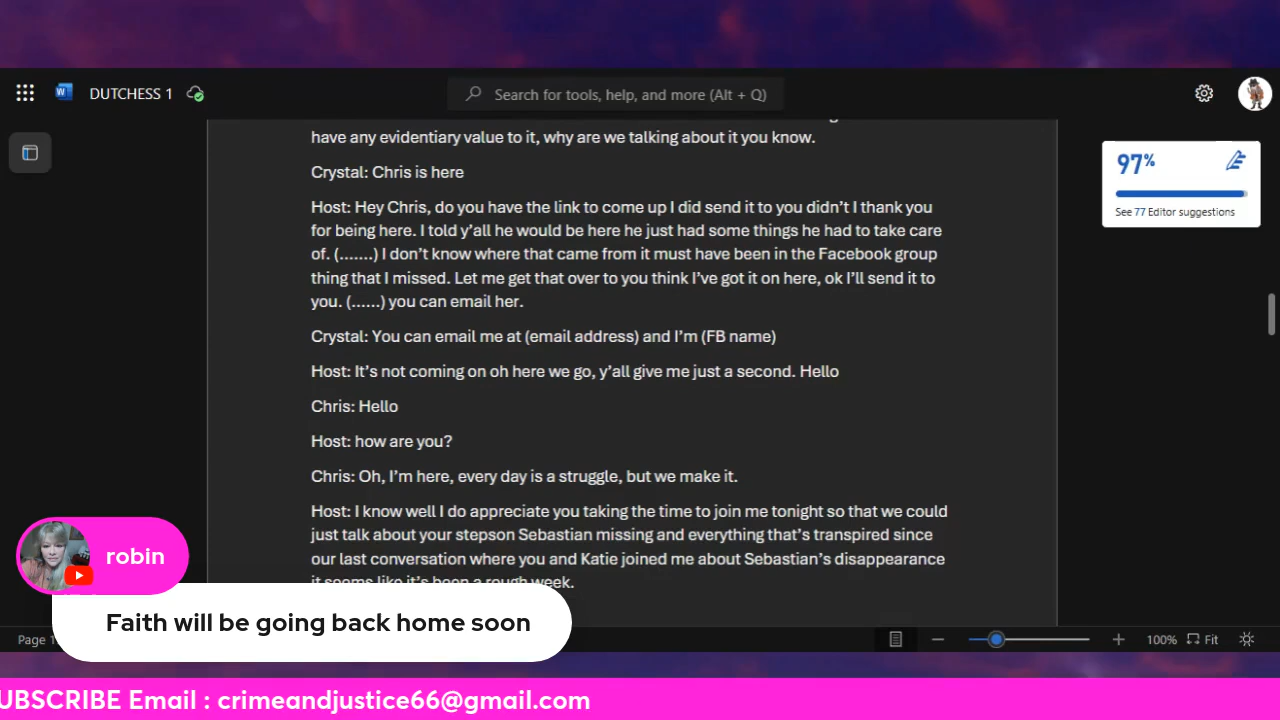 DUTCHESS 1
Search for tools, help, and more (Alt + Q)
97%
See 77 Editor suggestions
have any evidentiary value to it, why are we talking about it you know.
Crystal: Chris is here
Host: Hey Chris, do you have the link to come up I did send it to you didn’t I thank you
for being here. I told y’all he would be here he just had some things he had to take care
of. (.......) I don’t know where that came from it must have been in the Facebook group
thing that I missed. Let me get that over to you think I’ve got it on here, ok I’ll send it to
you. (......) you can email her.
Crystal: You can email me at (email address) and I’m (FB name)
Host: It’s not coming on oh here we go, y’all give me just a second. Hello
Chris: Hello
Host: how are you?
Chris: Oh, I’m here, every day is a struggle, but we make it.
Host: I know well I do appreciate you taking the time to join me tonight so that we could
just talk about your stepson Sebastian missing and everything that’s transpired since
our last conversation where you and Katie joined me about Sebastian’s disappearance
it seems like it’s been a rough week.
robin
Faith will be going back home soon
Page 1
100%
Fit
UBSCRIBE Email : crimeandjustice66@gmail.com